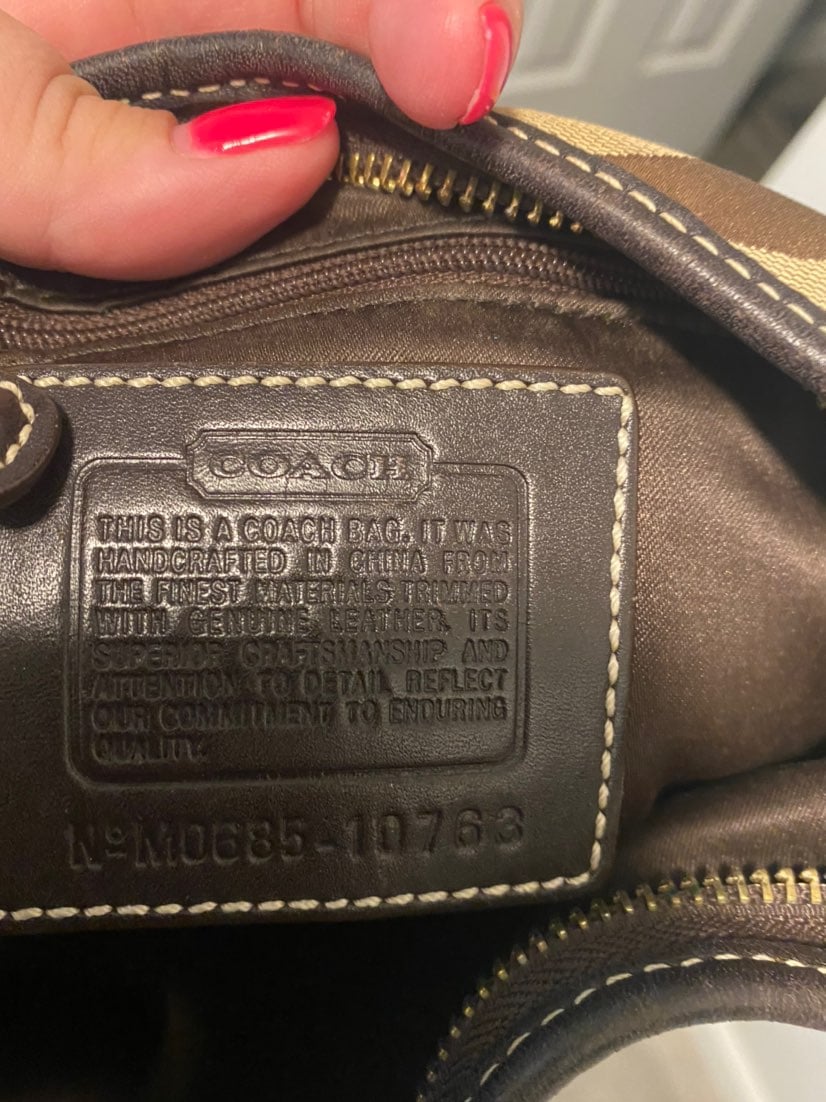 COACH
THIS IS A COACH BAG. IT WAS
HANDCRAFTED IN CHINA FROM
THE FINEST MATERIALS TRIMMED
WITH GENUINE LEATHER. ITS
SUPERIOR CRAFTSMANSHIP AND
ATTENTION TO DETAIL REFLECT
OUR COMMITMENT TO ENDURING
QUALITY.
Nº M0685-10763